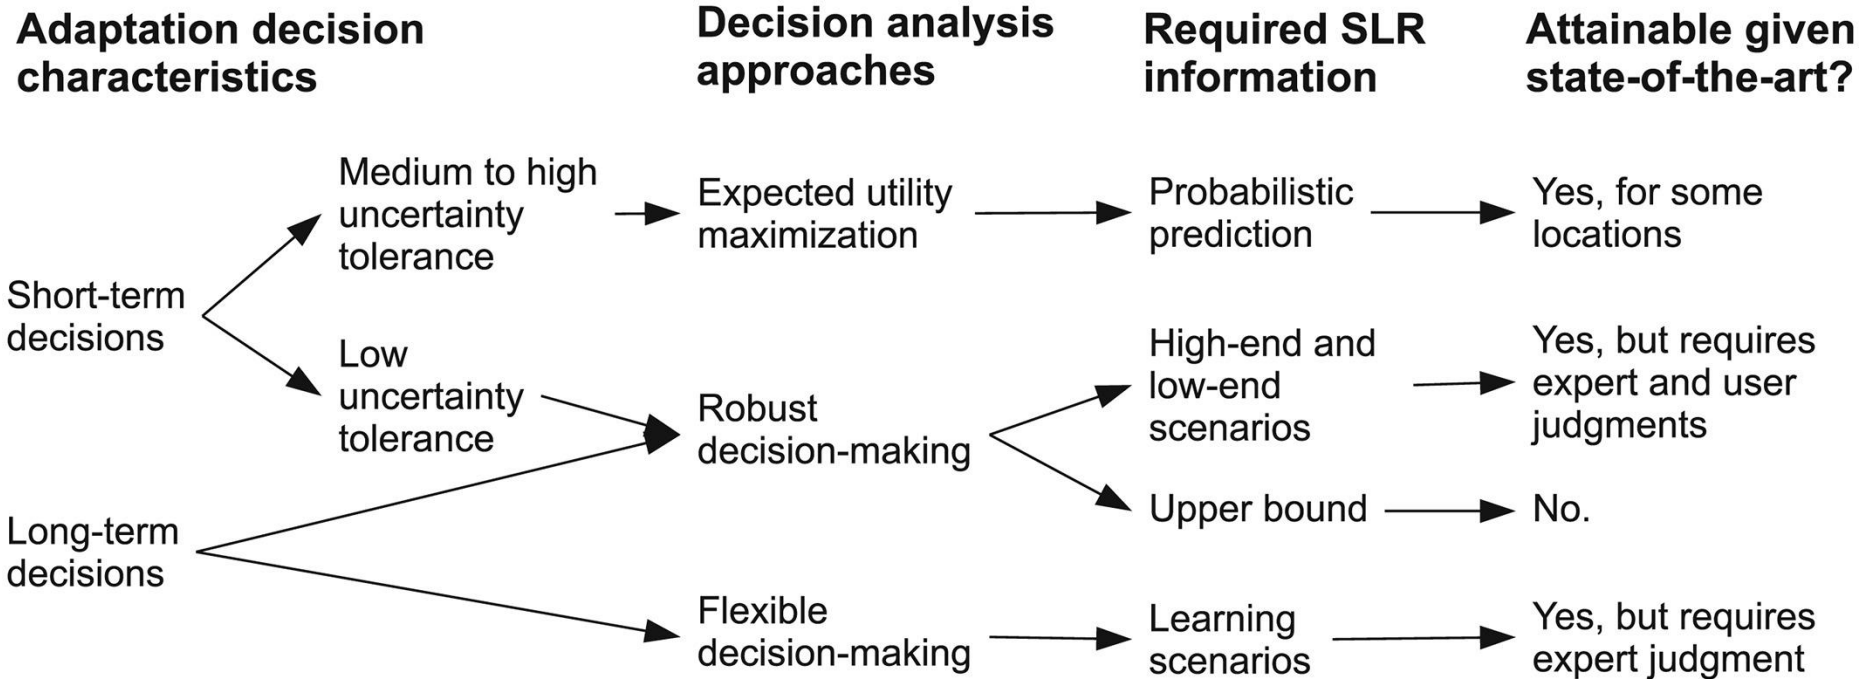 Adaptation decision
characteristics
Decision analysis
approaches
Required SLR
information
Attainable given
state-of-the-art?
Short-term
decisions
Medium to high
uncertainty
tolerance
Expected utility
maximization
Probabilistic
prediction
Yes, for some
locations
Low
uncertainty
tolerance
Robust
decision-making
High-end and
low-end
scenarios
Yes, but requires
expert and user
judgments
Upper bound
No.
Long-term
decisions
Flexible
decision-making
Learning
scenarios
Yes, but requires
expert judgment